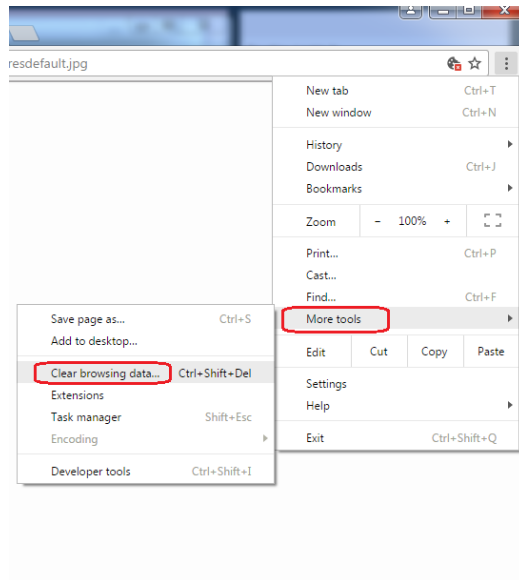 resdefault.jpg
New tab Ctrl+T
New window Ctrl+N
History
Downloads Ctrl+J
Bookmarks
Zoom - 100% +
Print... Ctrl+P
Cast...
Find... Ctrl+F
More tools
Edit Cut Copy Paste
Settings
Help
Exit Ctrl+Shift+Q
Save page as... Ctrl+S
Add to desktop...
Clear browsing data... Ctrl+Shift+Del
Extensions
Task manager Shift+Esc
Encoding
Developer tools Ctrl+Shift+I